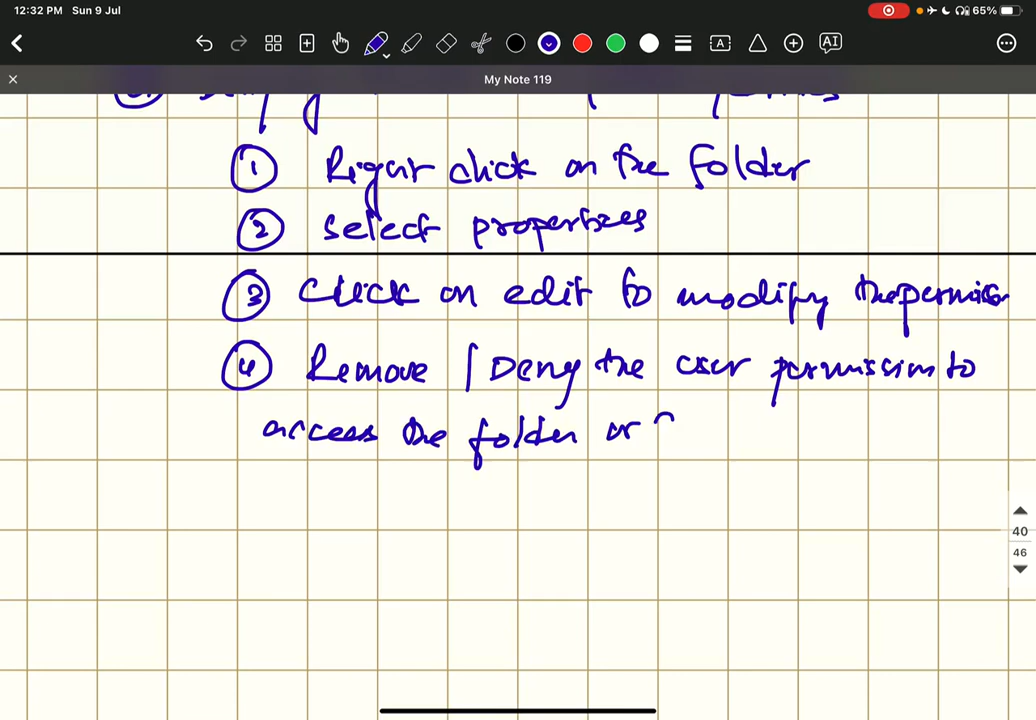 12:32 PM Sun 9 Jul 65%
A AI
My Note 119
① Right click on the folder
② Select properties
③ Click on edit to modify the permission
④ Remove / Deny the user permission to
access the folder or
40
46